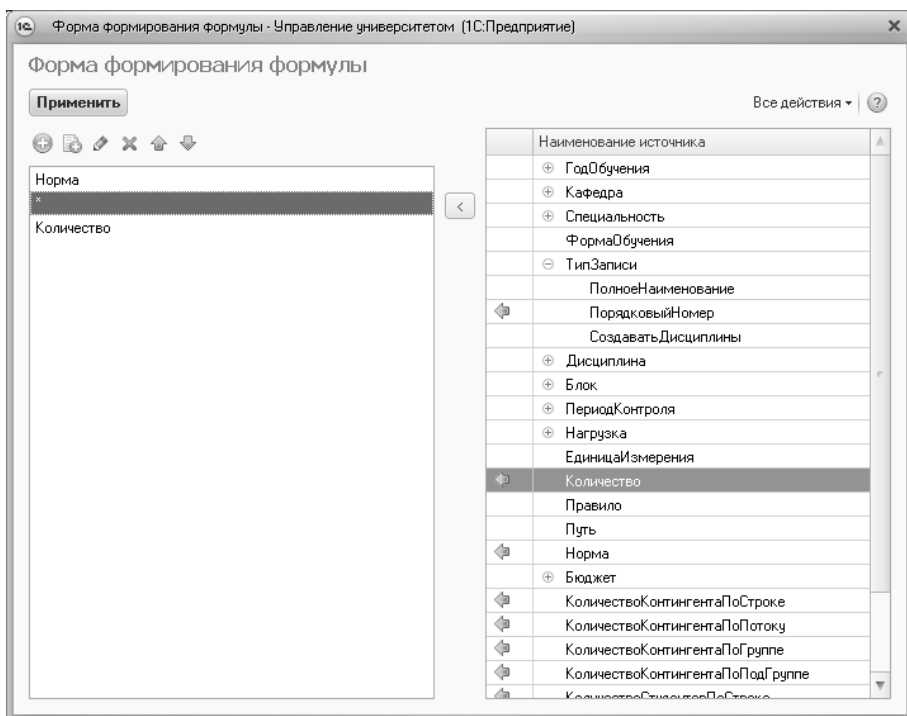 Форма формирования формулы - Управление университетом (1С:Предприятие)
Форма формирования формулы
Применить
Все действия
Норма
*
Количество
Наименование источника
ГодОбучения
Кафедра
Специальность
ФормаОбучения
ТипЗаписи
ПолноеНаименование
ПорядковыйНомер
СоздаватьДисциплины
Дисциплина
Блок
ПериодКонтроля
Нагрузка
ЕдиницаИзмерения
Количество
Правило
Путь
Норма
Бюджет
КоличествоКонтингентаПоСтроке
КоличествоКонтингентаПоПотоку
КоличествоКонтингентаПоГруппе
КоличествоКонтингентаПоПодГруппе
КоличествоСтудентовПоСтроке